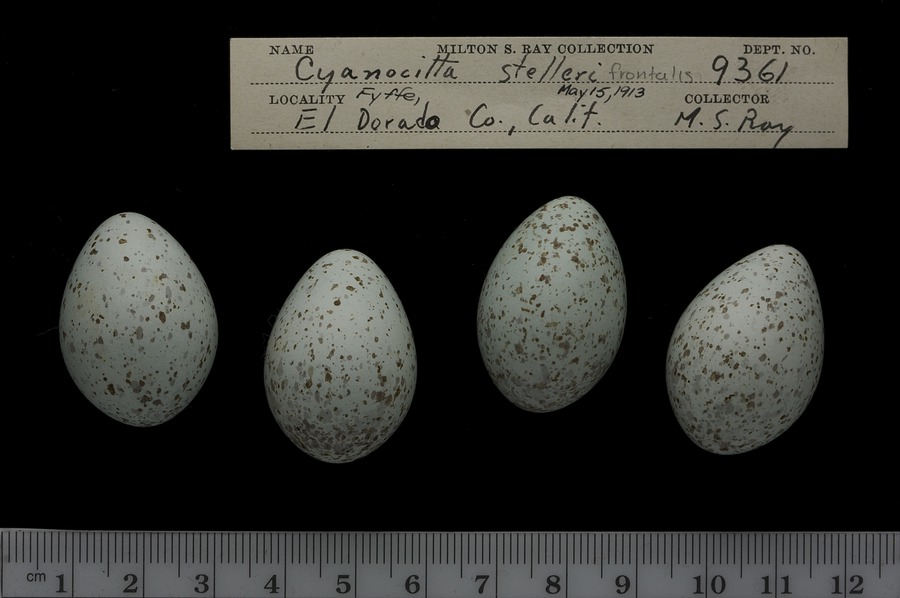 NAME MILTON S. RAY COLLECTION DEPT. NO.
Cyanocitta stelleri frontalis 9361
LOCALITY Fyffe, May 15, 1913 COLLECTOR
El Dorado Co., Calif. M. S. Ray
cm 1 2 3 4 5 6 7 8 9 10 11 12